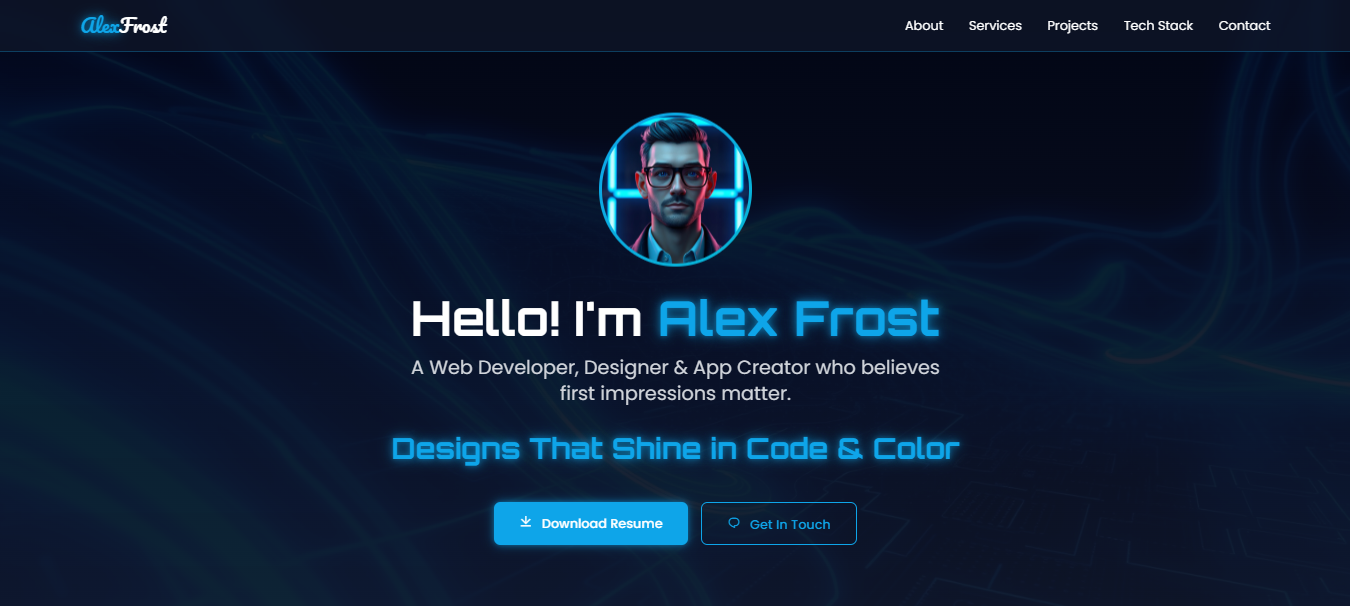 AlexFrost
About
Services
Projects
Tech Stack
Contact
Hello! I'm Alex Frost
A Web Developer, Designer & App Creator who believes
first impressions matter.
Designs That Shine in Code & Color
Download Resume
Get In Touch